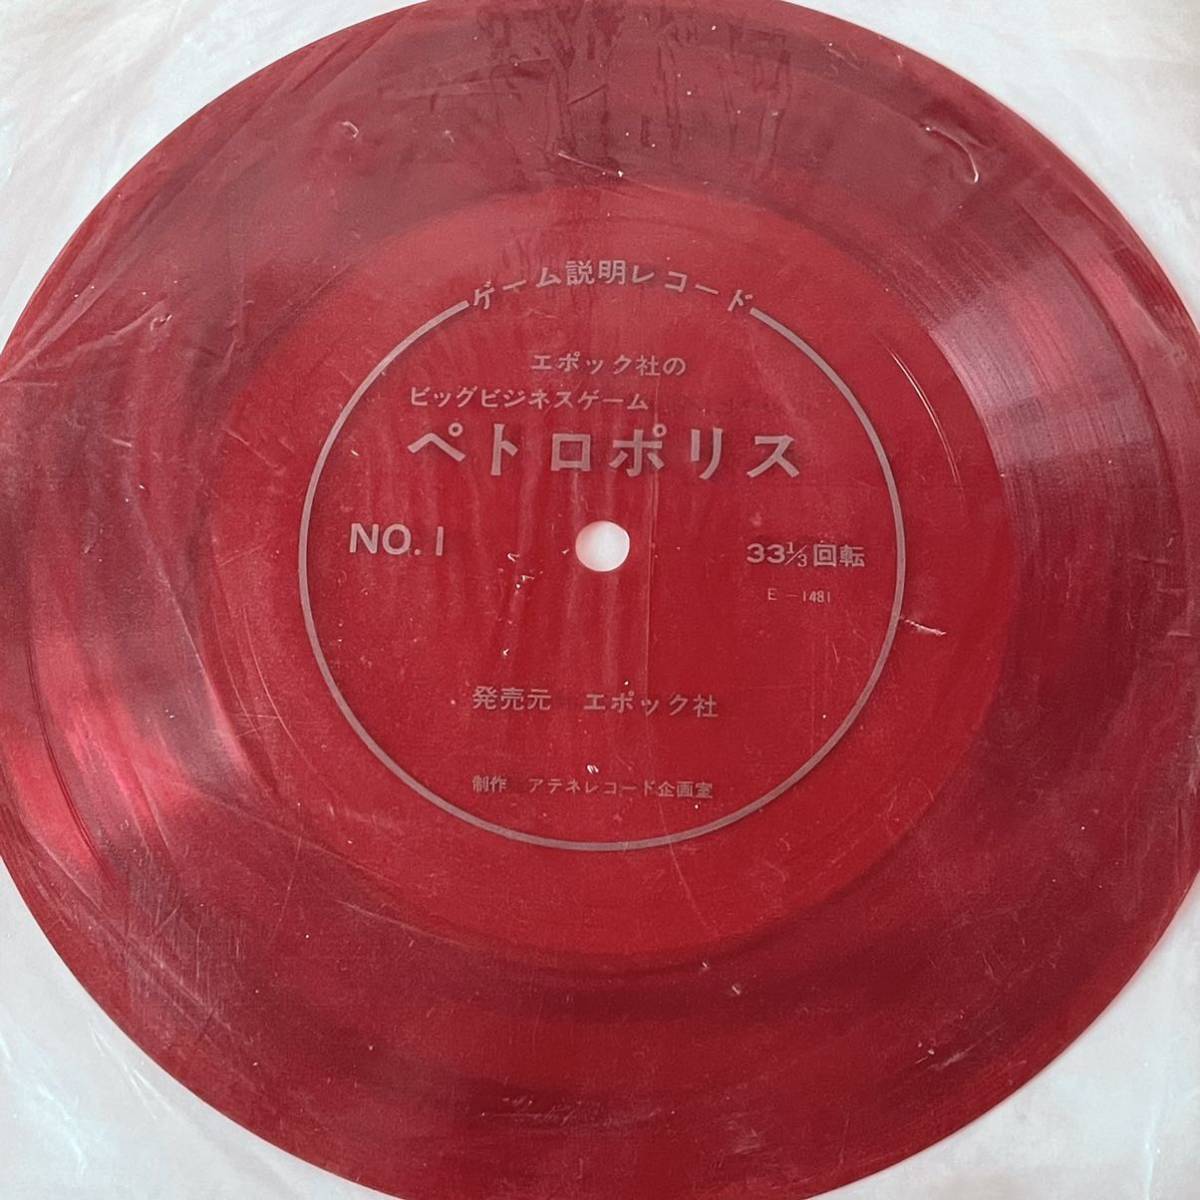 ゲーム説明レコード
エポック社の
ビッグビジネスゲーム
ペトロポリス
NO. 1
33⅓回転
E-1481
発売元 エポック社
制作 アテネレコード企画室